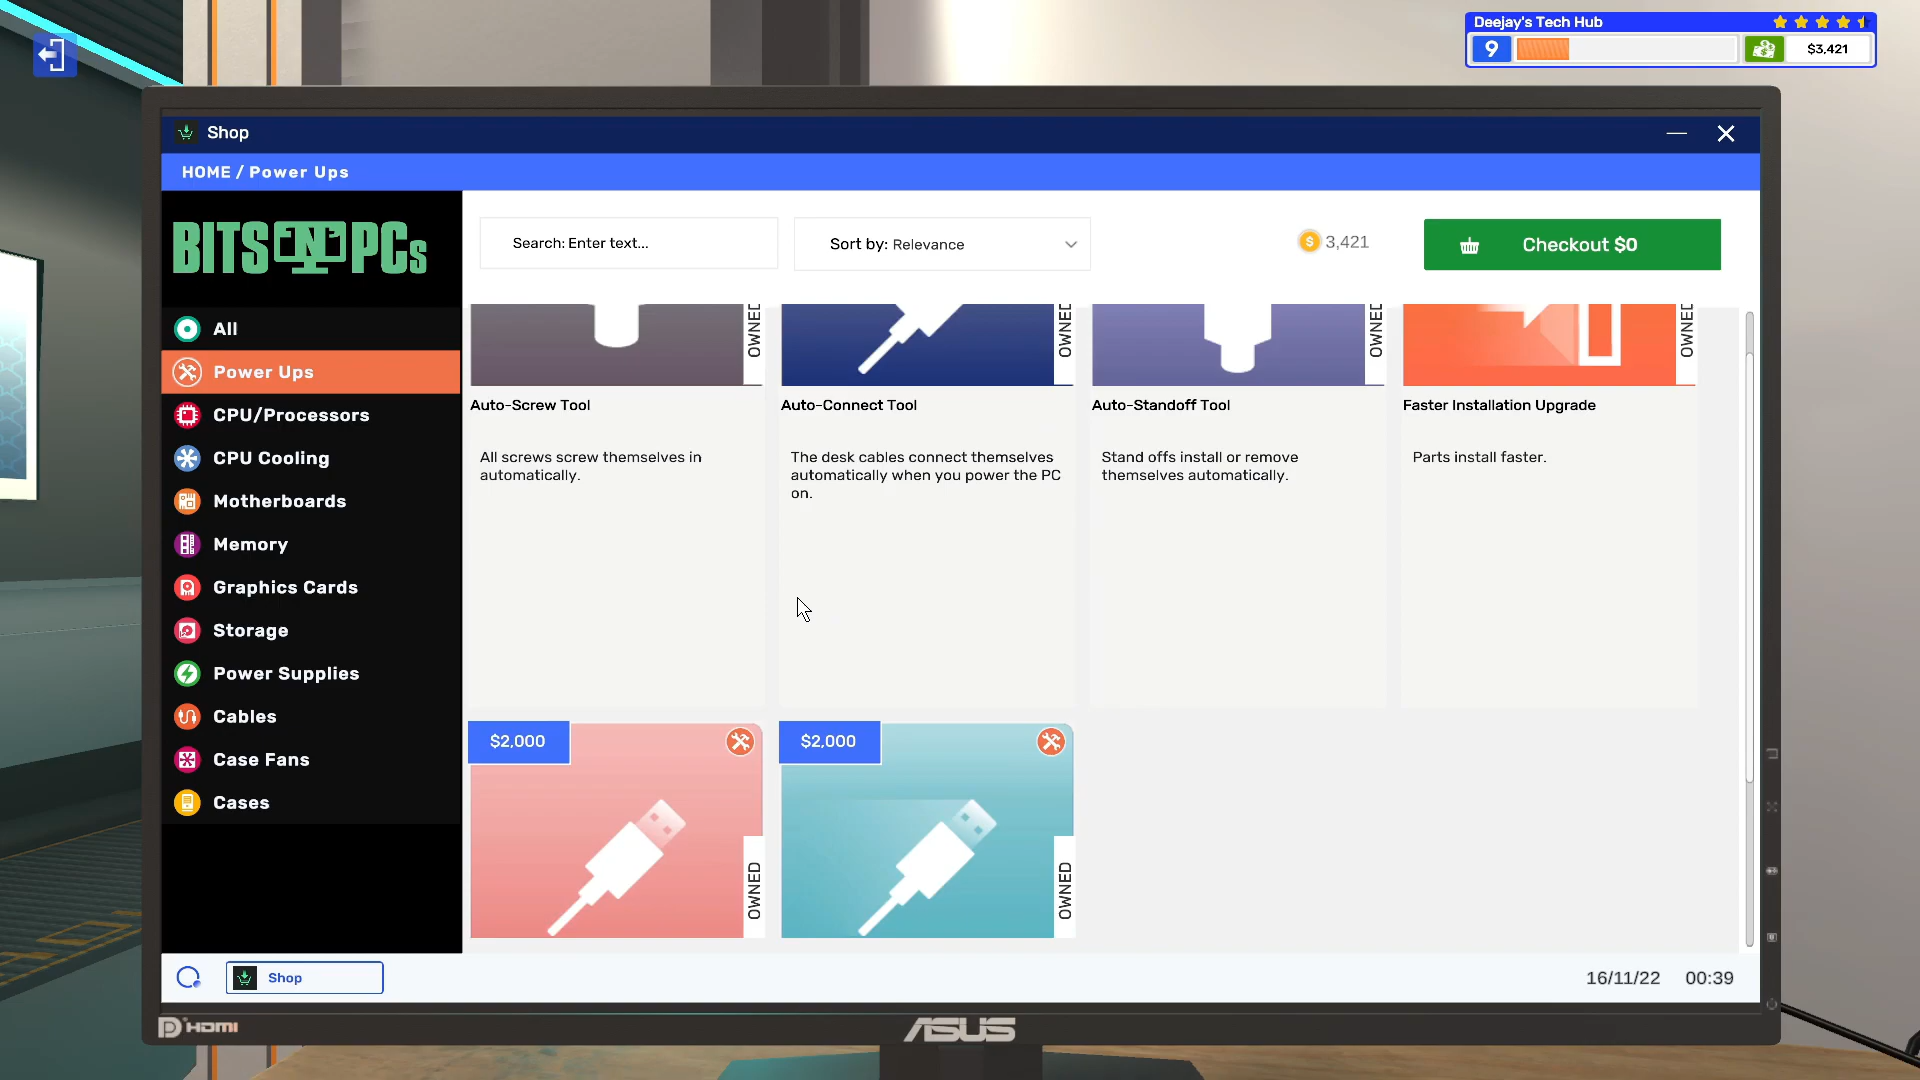 Deejay's Tech Hub
9
$3,421
Shop
HOME / Power Ups
BITS N PCs
Search: Enter text...
Sort by: Relevance
$ 3,421
Checkout $0
All
Power Ups
CPU/Processors
CPU Cooling
Motherboards
Memory
Graphics Cards
Storage
Power Supplies
Cables
Case Fans
Cases
OWNED
OWNED
OWNED
OWNED
Auto-Screw Tool
All screws screw themselves in
automatically.
Auto-Connect Tool
The desk cables connect themselves
automatically when you power the PC
on.
Auto-Standoff Tool
Stand offs install or remove
themselves automatically.
Faster Installation Upgrade
Parts install faster.
$2,000
OWNED
$2,000
OWNED
Shop
16/11/22 00:39
HDMI
ASUS